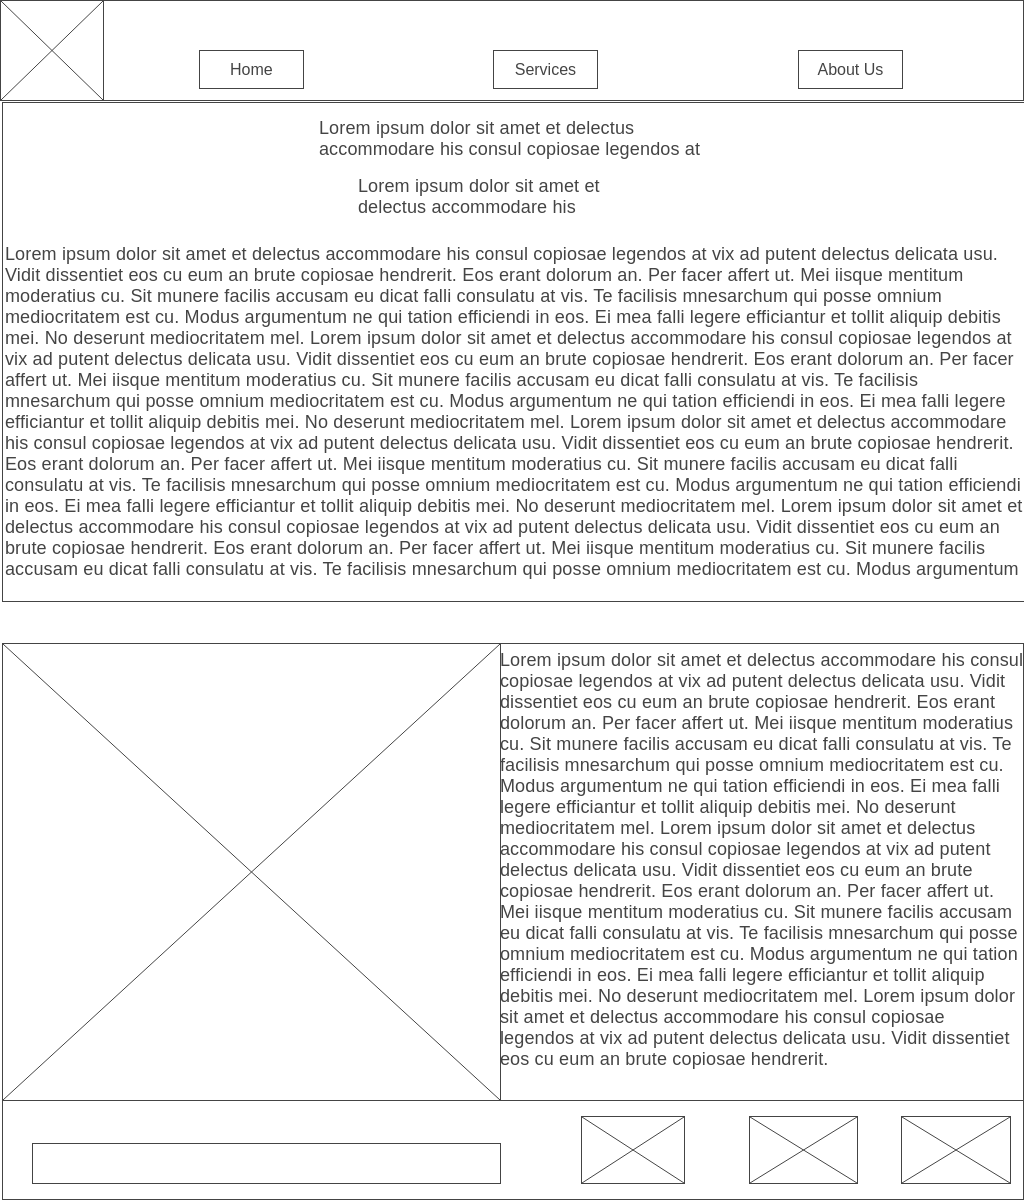 Home
Services
About Us
Lorem ipsum dolor sit amet et delectus
accommodare his consul copiosae legendos at
Lorem ipsum dolor sit amet et
delectus accommodare his
Lorem ipsum dolor sit amet et delectus accommodare his consul copiosae legendos at vix ad putent delectus delicata usu.
Vidit dissentiet eos cu eum an brute copiosae hendrerit. Eos erant dolorum an. Per facer affert ut. Mei iisque mentitum
moderatius cu. Sit munere facilis accusam eu dicat falli consulatu at vis. Te facilisis mnesarchum qui posse omnium
mediocritatem est cu. Modus argumentum ne qui tation efficiendi in eos. Ei mea falli legere efficiantur et tollit aliquip debitis
mei. No deserunt mediocritatem mel. Lorem ipsum dolor sit amet et delectus accommodare his consul copiosae legendos at
vix ad putent delectus delicata usu. Vidit dissentiet eos cu eum an brute copiosae hendrerit. Eos erant dolorum an. Per facer
affert ut. Mei iisque mentitum moderatius cu. Sit munere facilis accusam eu dicat falli consulatu at vis. Te facilisis
mnesarchum qui posse omnium mediocritatem est cu. Modus argumentum ne qui tation efficiendi in eos. Ei mea falli legere
efficiantur et tollit aliquip debitis mei. No deserunt mediocritatem mel. Lorem ipsum dolor sit amet et delectus accommodare
his consul copiosae legendos at vix ad putent delectus delicata usu. Vidit dissentiet eos cu eum an brute copiosae hendrerit.
Eos erant dolorum an. Per facer affert ut. Mei iisque mentitum moderatius cu. Sit munere facilis accusam eu dicat falli
consulatu at vis. Te facilisis mnesarchum qui posse omnium mediocritatem est cu. Modus argumentum ne qui tation efficiendi
in eos. Ei mea falli legere efficiantur et tollit aliquip debitis mei. No deserunt mediocritatem mel. Lorem ipsum dolor sit amet et
delectus accommodare his consul copiosae legendos at vix ad putent delectus delicata usu. Vidit dissentiet eos cu eum an
brute copiosae hendrerit. Eos erant dolorum an. Per facer affert ut. Mei iisque mentitum moderatius cu. Sit munere facilis
accusam eu dicat falli consulatu at vis. Te facilisis mnesarchum qui posse omnium mediocritatem est cu. Modus argumentum
Lorem ipsum dolor sit amet et delectus accommodare his consul
copiosae legendos at vix ad putent delectus delicata usu. Vidit
dissentiet eos cu eum an brute copiosae hendrerit. Eos erant
dolorum an. Per facer affert ut. Mei iisque mentitum moderatius
cu. Sit munere facilis accusam eu dicat falli consulatu at vis. Te
facilisis mnesarchum qui posse omnium mediocritatem est cu.
Modus argumentum ne qui tation efficiendi in eos. Ei mea falli
legere efficiantur et tollit aliquip debitis mei. No deserunt
mediocritatem mel. Lorem ipsum dolor sit amet et delectus
accommodare his consul copiosae legendos at vix ad putent
delectus delicata usu. Vidit dissentiet eos cu eum an brute
copiosae hendrerit. Eos erant dolorum an. Per facer affert ut.
Mei iisque mentitum moderatius cu. Sit munere facilis accusam
eu dicat falli consulatu at vis. Te facilisis mnesarchum qui posse
omnium mediocritatem est cu. Modus argumentum ne qui tation
efficiendi in eos. Ei mea falli legere efficiantur et tollit aliquip
debitis mei. No deserunt mediocritatem mel. Lorem ipsum dolor
sit amet et delectus accommodare his consul copiosae
legendos at vix ad putent delectus delicata usu. Vidit dissentiet
eos cu eum an brute copiosae hendrerit.